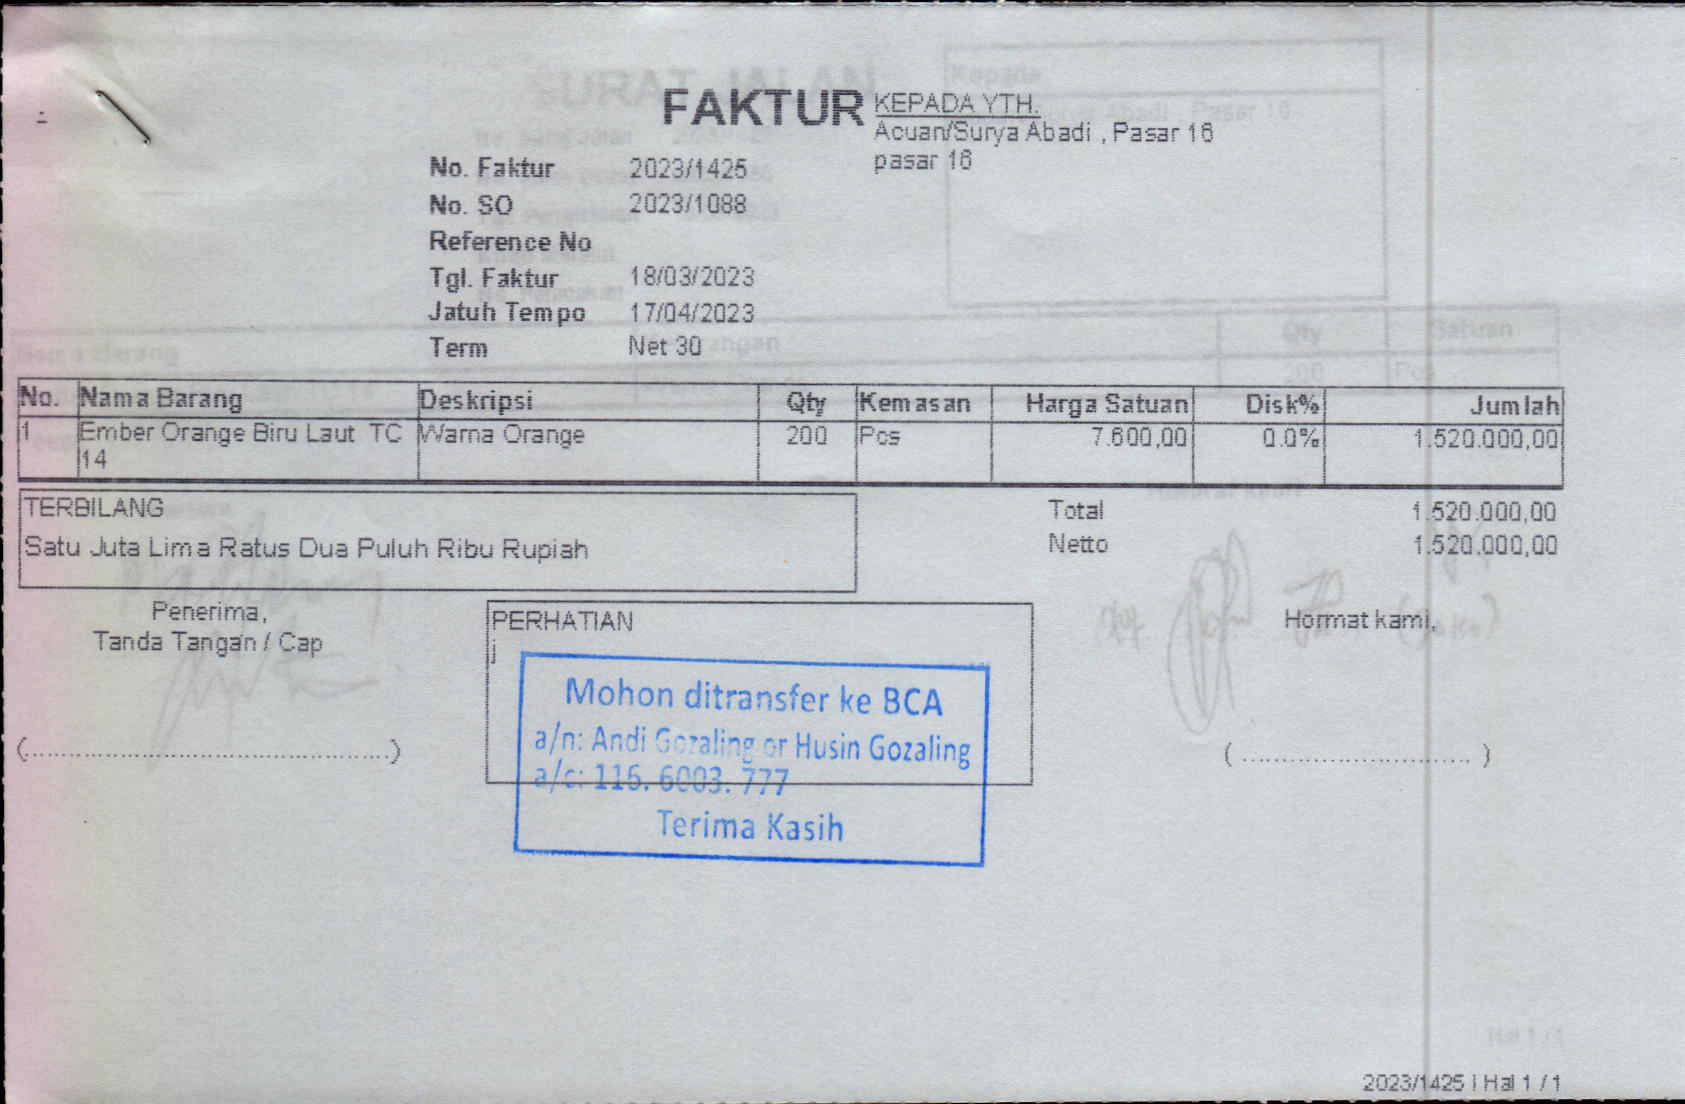 FAKTUR
KEPADA YTH.
Acuan/Surya Abadi , Pasar 16
pasar 16
No. Faktur 2023/1425
No. SO 2023/1088
Reference No
Tgl. Faktur 18/03/2023
Jatuh Tempo 17/04/2023
Term Net 30
No. Nama Barang Deskripsi Qty Kemasan Harga Satuan Disk% Jumlah
1 Ember Orange Biru Laut TC 14 Warna Orange 200 Pcs 7.600,00 0.0% 1.520.000,00
TERBILANG
Satu Juta Lima Ratus Dua Puluh Ribu Rupiah
Total 1.520.000,00
Netto 1.520.000,00
Penerima,
Tanda Tangan / Cap
(............................................)
PERHATIAN
j
Mohon ditransfer ke BCA
a/n: Andi Gozaling or Husin Gozaling
a/c: 116. 6003. 777
Terima Kasih
Hormat kami,
( ............................ )
2023/1425 | Hal 1 / 1